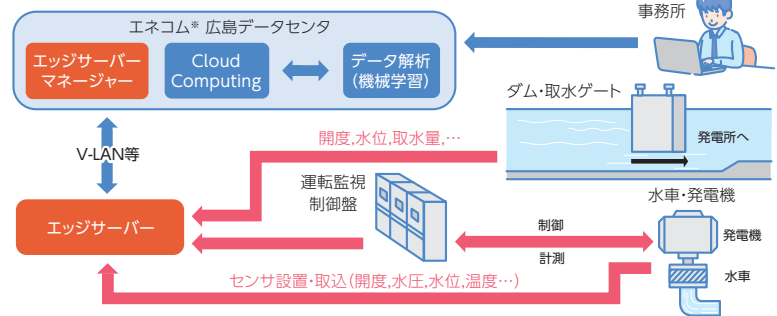 エネコム※ 広島データセンタ
エッジサーバー
マネージャー
Cloud
Computing
データ解析
(機械学習)
事務所
V-LAN等
エッジサーバー
開度,水位,取水量,…
ダム・取水ゲート
発電所へ
運転監視
制御盤
制御
計測
水車・発電機
発電機
水車
センサ設置・取込(開度,水圧,水位,温度…)